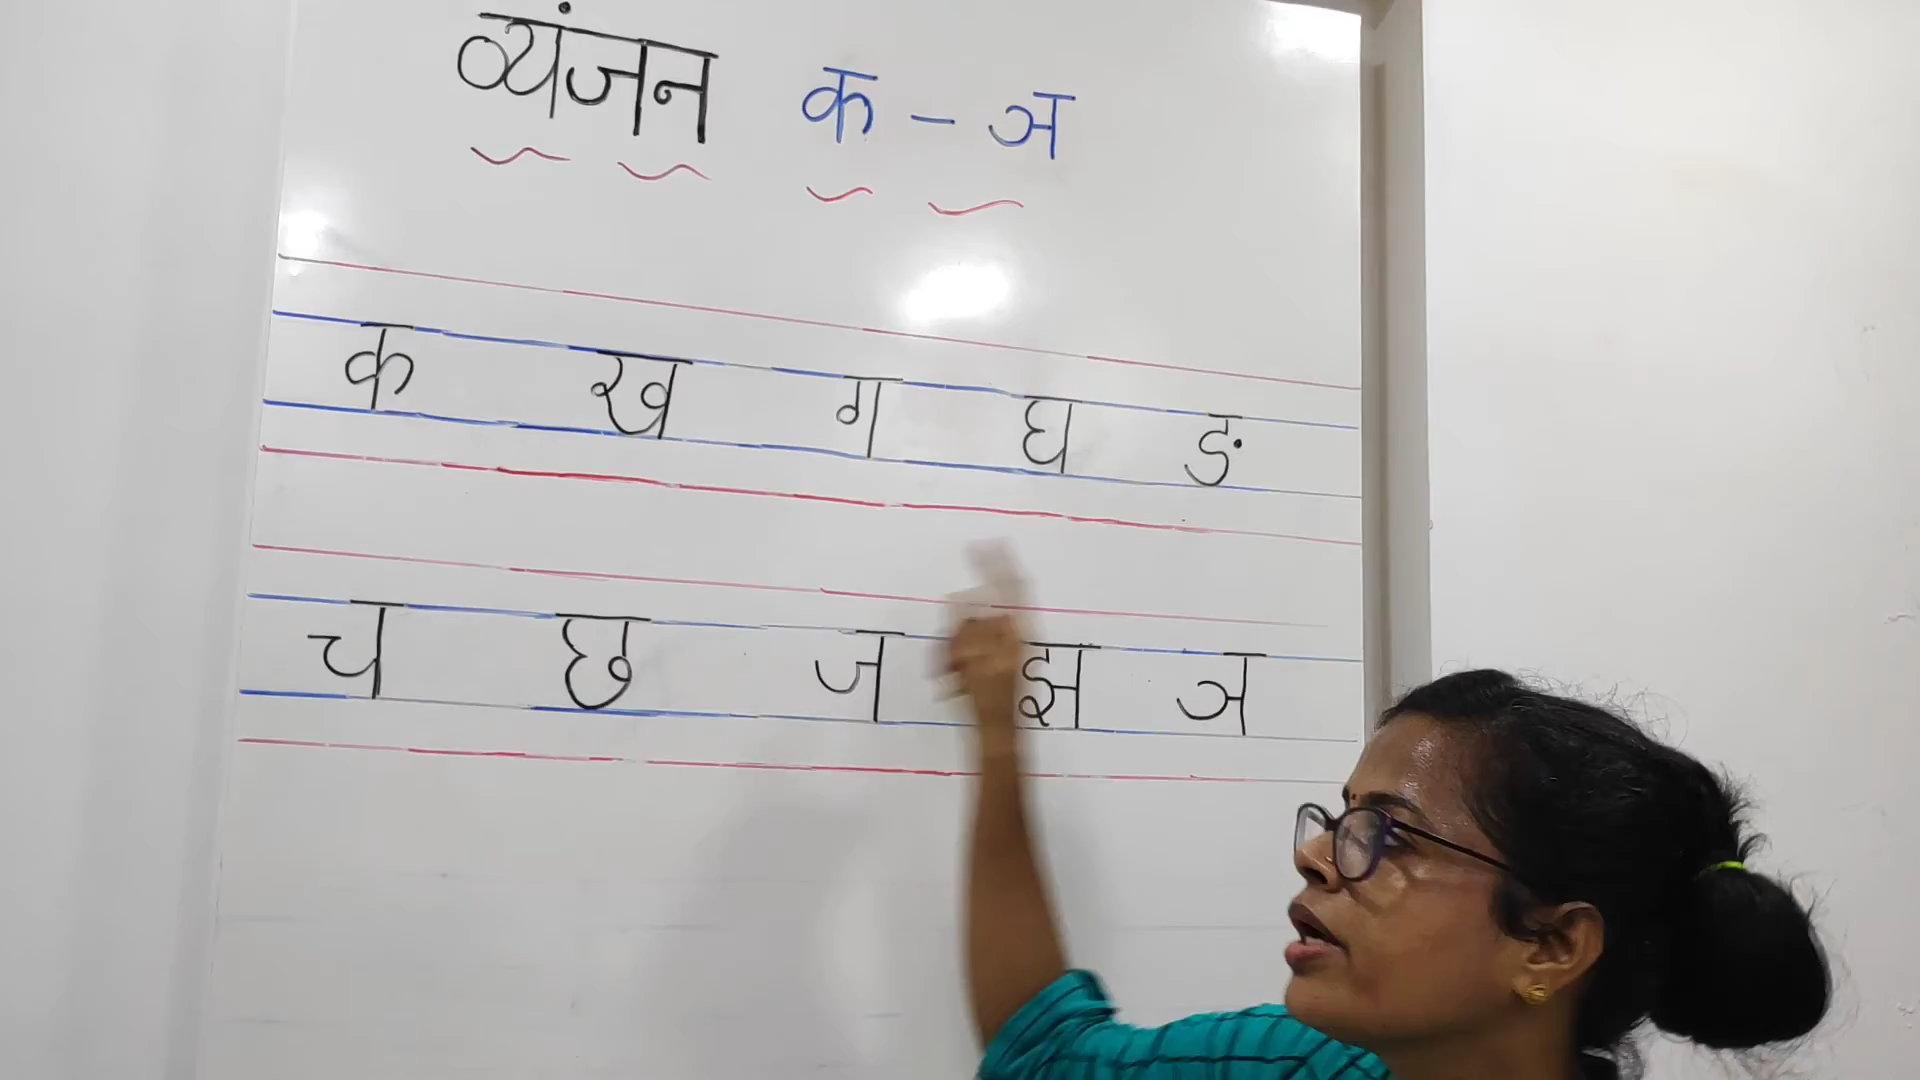 व्यंजन क - ञ
क ख ग घ ङ
च छ ज झ ञ